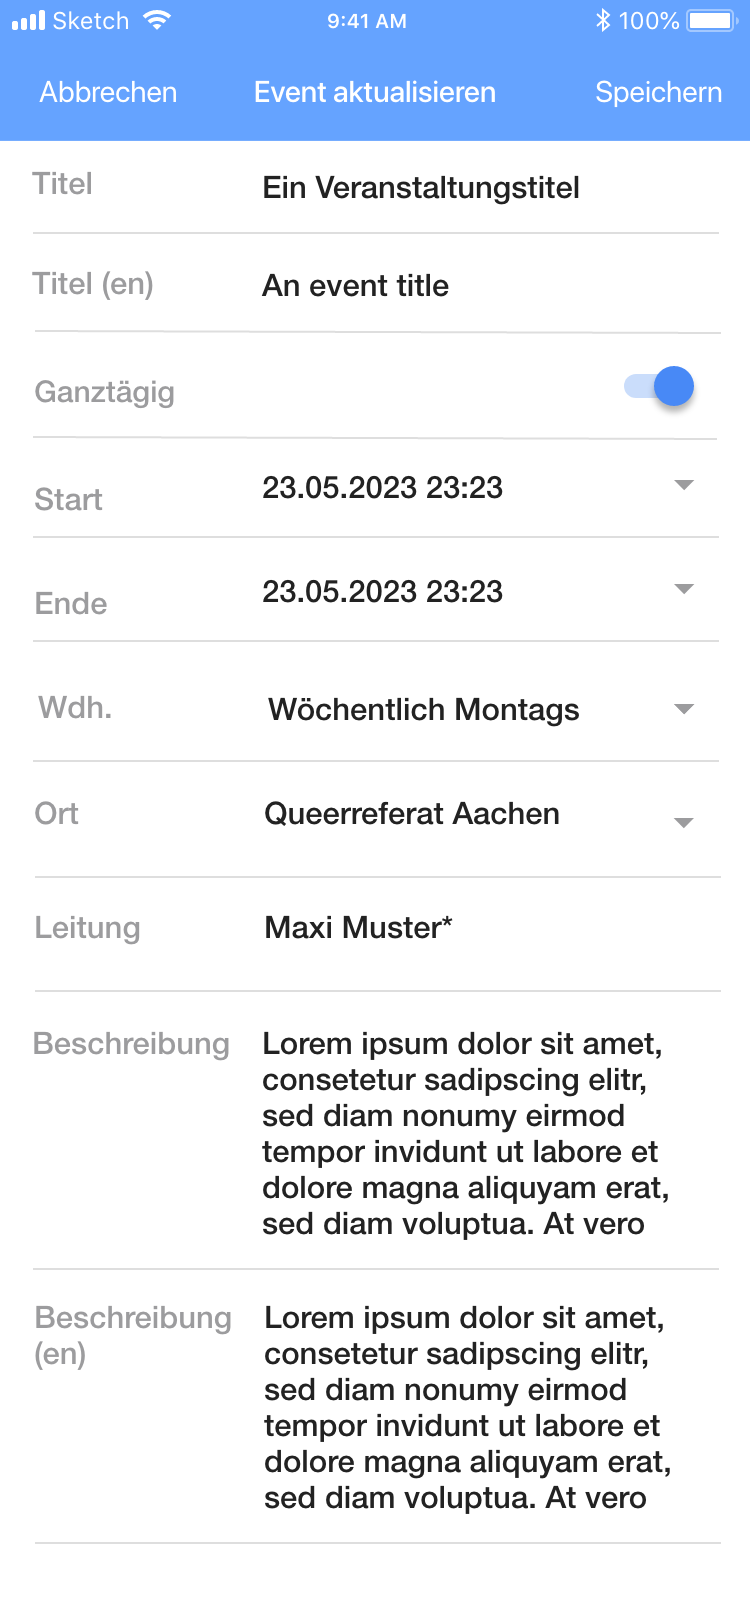 Sketch 9:41 AM 100%
Abbrechen Event aktualisieren Speichern
Titel Ein Veranstaltungstitel
Titel (en) An event title
Ganztägig
Start 23.05.2023 23:23
Ende 23.05.2023 23:23
Wdh. Wöchentlich Montags
Ort Queerreferat Aachen
Leitung Maxi Muster*
Beschreibung Lorem ipsum dolor sit amet,
consetetur sadipscing elitr,
sed diam nonumy eirmod
tempor invidunt ut labore et
dolore magna aliquyam erat,
sed diam voluptua. At vero
Beschreibung Lorem ipsum dolor sit amet,
(en) consetetur sadipscing elitr,
sed diam nonumy eirmod
tempor invidunt ut labore et
dolore magna aliquyam erat,
sed diam voluptua. At vero